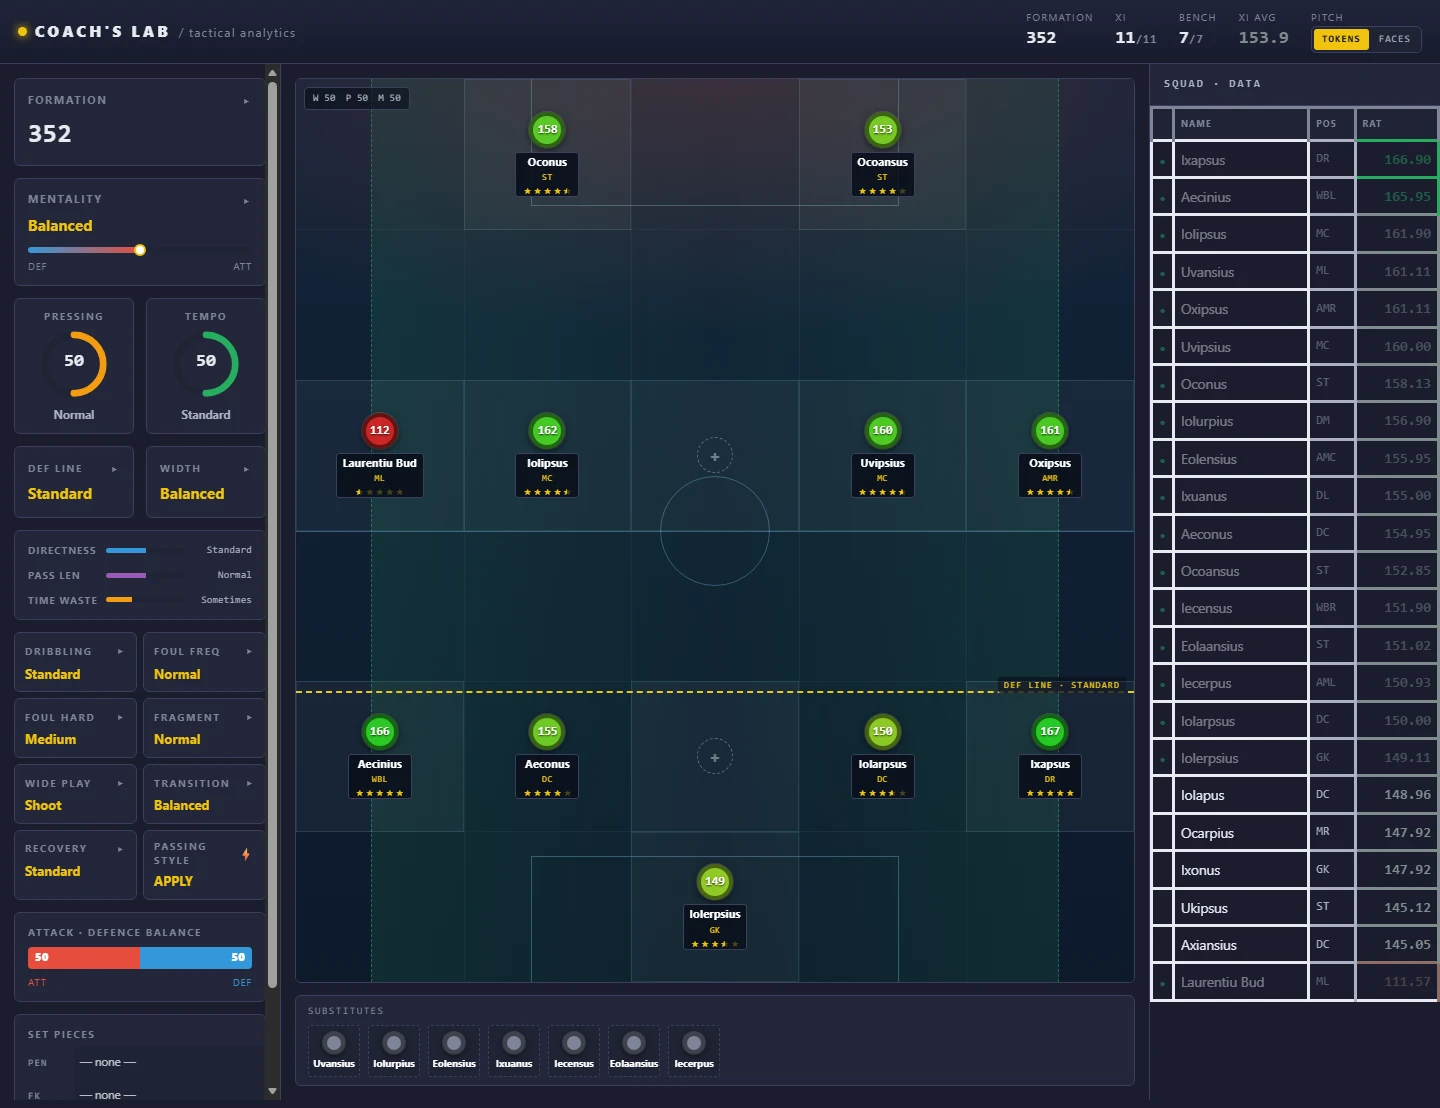 COACH'S LAB / tactical analytics
FORMATION XI BENCH XI AVG PITCH
352 11/11 7/7 153.9 TOKENS FACES
FORMATION
352
MENTALITY
Balanced
DEF ATT
PRESSING TEMPO
50 50
Normal Standard
DEF LINE WIDTH
Standard Balanced
DIRECTNESS Standard
PASS LEN Normal
TIME WASTE Sometimes
DRIBBLING FOUL FREQ
Standard Normal
FOUL HARD FRAGMENT
Medium Normal
WIDE PLAY TRANSITION
Shoot Balanced
RECOVERY PASSING STYLE
Standard APPLY
ATTACK · DEFENCE BALANCE
50 50
ATT DEF
SET PIECES
PEN — none —
FK — none —
W 50 P 50 M 50
158 153
Oconus Ocoansus
ST ST
112 162 160 161
Laurentiu Bud Iolipsus Uvipsius Oxipsus
ML MC MC AMR
+
DEF LINE · STANDARD
166 155 150 167
Aecinius Aeconus Iolarpsus Ixapsus
WBL DC DC DR
+
149
Iolerpsius
GK
SUBSTITUTES
Uvansius Iolurpius Eolensius Ixuanus Iecensus Eolaansius Iecerpus
SQUAD · DATA
NAME POS RAT
Ixapsus DR 166.90
Aecinius WBL 165.95
Iolipsus MC 161.90
Uvansius ML 161.11
Oxipsus AMR 161.11
Uvipsius MC 160.00
Oconus ST 158.13
Iolurpius DM 156.90
Eolensius AMC 155.95
Ixuanus DL 155.00
Aeconus DC 154.95
Ocoansus ST 152.85
Iecensus WBR 151.90
Eolaansius ST 151.02
Iecerpus AML 150.93
Iolarpsus DC 150.00
Iolerpsius GK 149.11
Iolapus DC 148.96
Ocarpius MR 147.92
Ixonus GK 147.92
Ukipsus ST 145.12
Axiansius DC 145.05
Laurentiu Bud ML 111.57